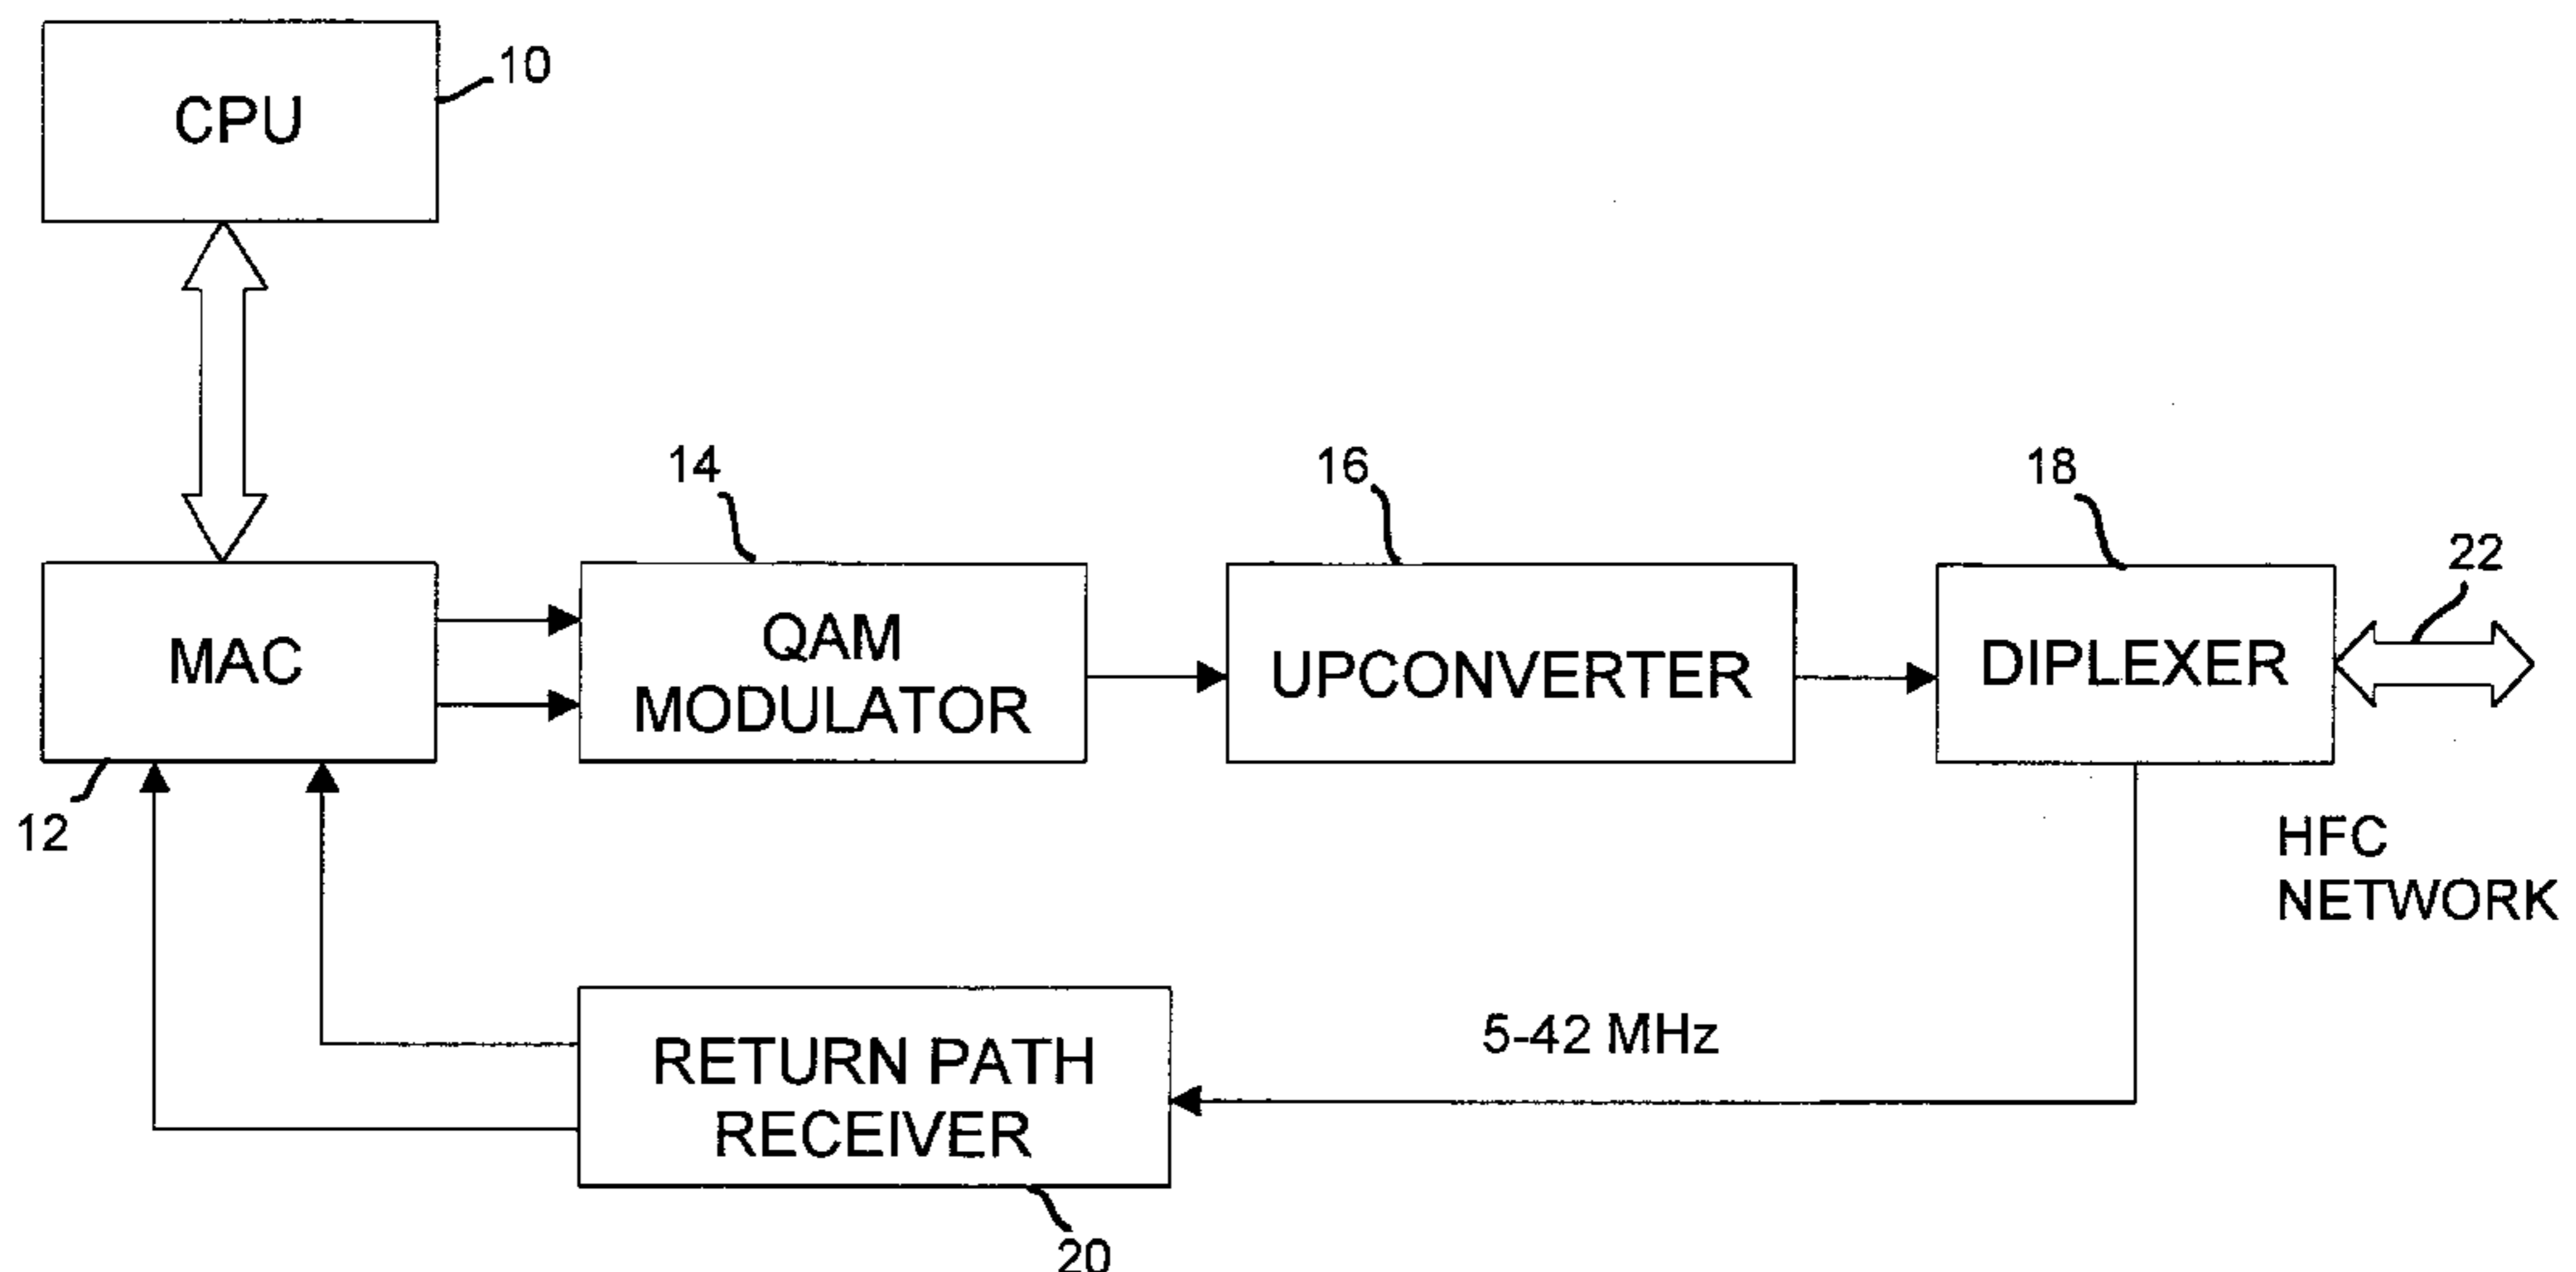 CPU
10
14
16
18
22
MAC
QAM
MODULATOR
UPCONVERTER
DIPLEXER
12
HFC
NETWORK
RETURN PATH
RECEIVER
5-42 MHz
20